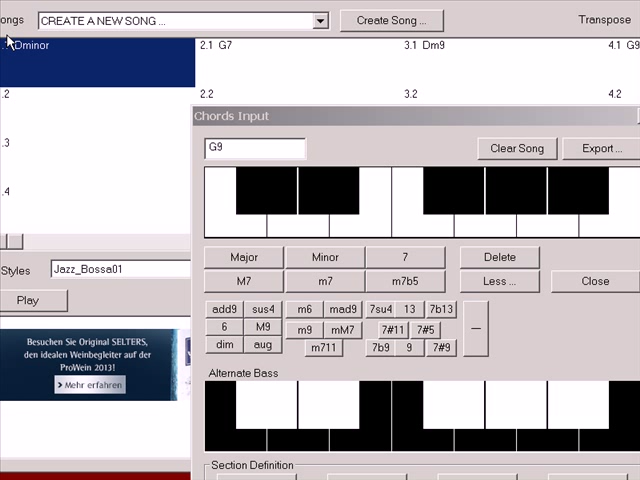 ongs CREATE A NEW SONG ... Create Song ... Transpose
.1 Dminor 2.1 G7 3.1 Dm9 4.1 G9
.2 2.2 3.2 4.2
Chords Input
.3
G9 Clear Song Export ...
.4
Major Minor 7 Delete
M7 m7 m7b5 Less ... Close
Styles Jazz_Bossa01
Play
add9 sus4 m6 mad9 7su4 13 7b13
6 M9 m9 mM7 7#11 7#5 —
dim aug m711 7b9 9 7#9
Besuchen Sie Original SELTERS,
den idealen Weinbegleiter auf der
ProWein 2013!
> Mehr erfahren
Alternate Bass
Section Definition